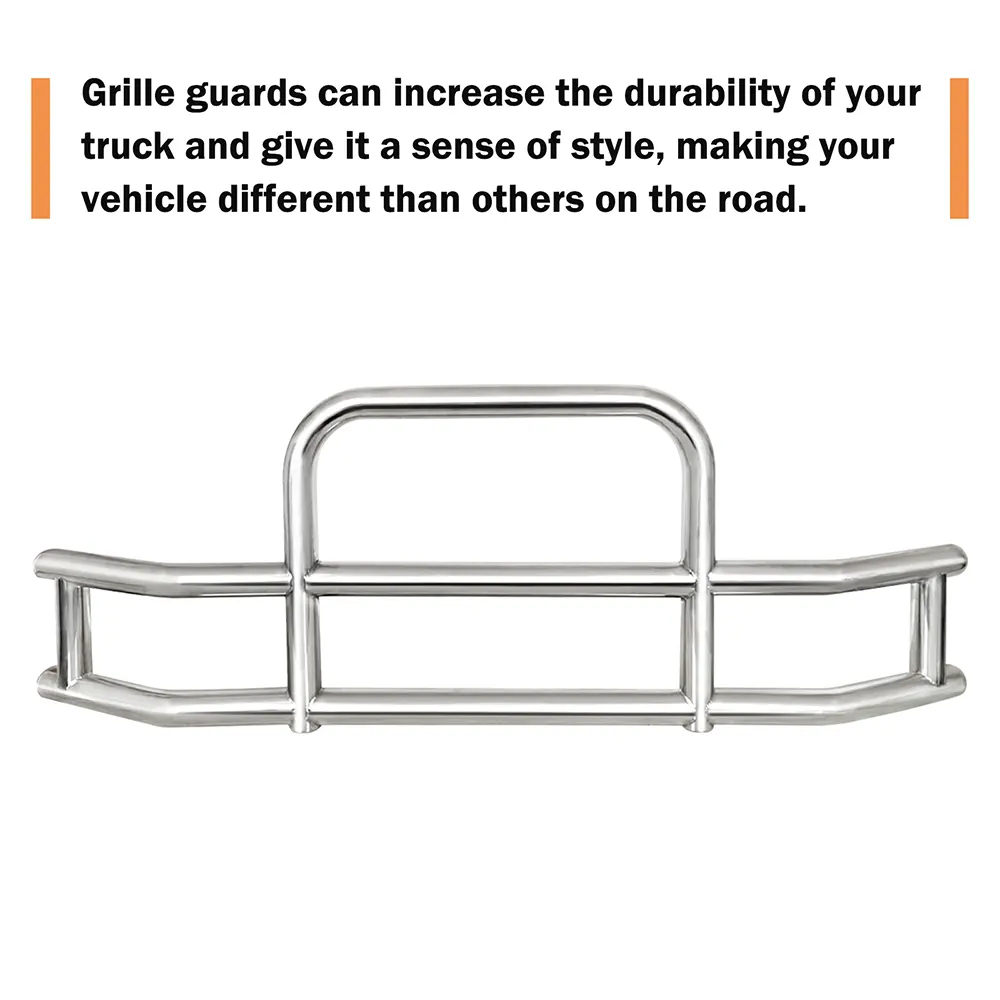 Grille guards can increase the durability of your
truck and give it a sense of style, making your
vehicle different than others on the road.